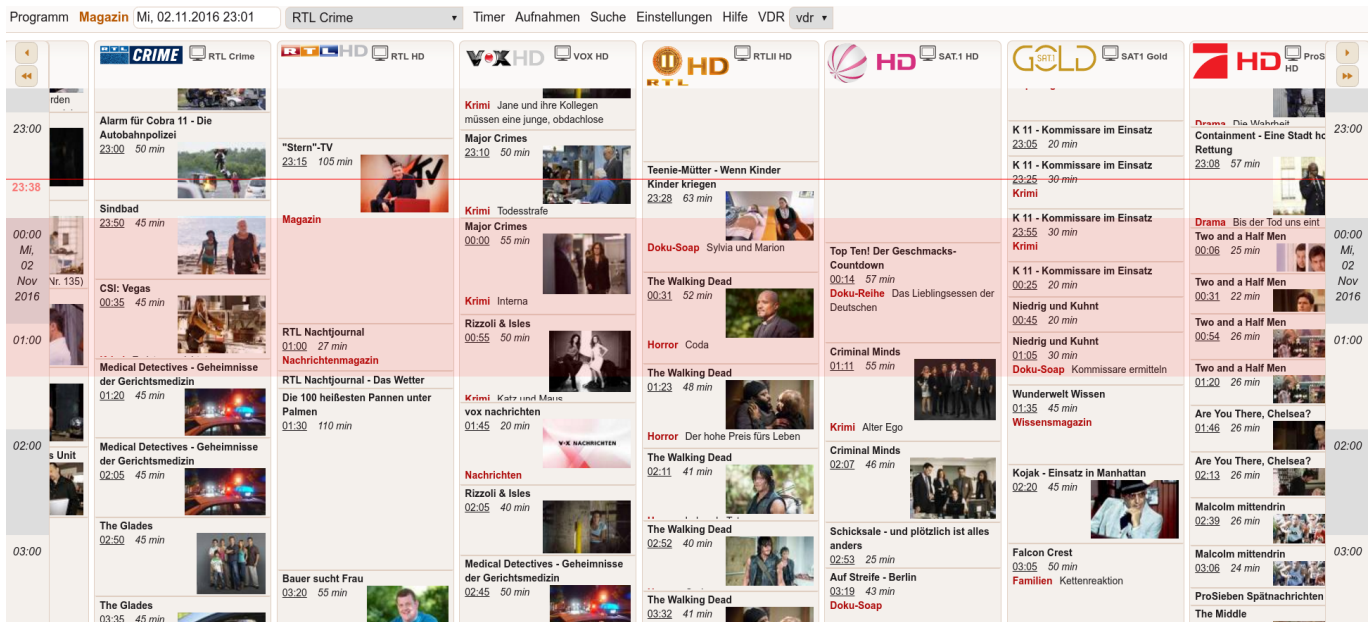 Programm Magazin Mi, 02.11.2016 23:01 RTL Crime Timer Aufnahmen Suche Einstellungen Hilfe VDR vdr
23:00
23:38
00:00
Mi,
02
Nov
2016
01:00
02:00
03:00
rden
Nr. 135)
s Unit
RTL CRIME RTL Crime
Alarm für Cobra 11 - Die
Autobahnpolizei
23:00 50 min
Sindbad
23:50 45 min
CSI: Vegas
00:35 45 min
Medical Detectives - Geheimnisse
der Gerichtsmedizin
01:20 45 min
Medical Detectives - Geheimnisse
der Gerichtsmedizin
02:05 45 min
The Glades
02:50 45 min
The Glades
03:35 45 min
RTL HD RTL HD
"Stern"-TV
23:15 105 min
Magazin
RTL Nachtjournal
01:00 27 min
Nachrichtenmagazin
RTL Nachtjournal - Das Wetter
Die 100 heißesten Pannen unter
Palmen
01:30 110 min
Bauer sucht Frau
03:20 55 min
VOX HD VOX HD
Krimi Jane und ihre Kollegen
müssen eine junge, obdachlose
Major Crimes
23:10 50 min
Krimi Todesstrafe
Major Crimes
00:00 55 min
Krimi Interna
Rizzoli & Isles
00:55 50 min
Krimi Katz und Maus
vox nachrichten
01:45 20 min
VOX NACHRICHTEN
Nachrichten
Rizzoli & Isles
02:05 40 min
Medical Detectives - Geheimnisse
der Gerichtsmedizin
02:45 50 min
RTL II HD RTLII HD
Teenie-Mütter - Wenn Kinder
Kinder kriegen
23:28 63 min
Doku-Soap Sylvia und Marion
The Walking Dead
00:31 52 min
Horror Coda
The Walking Dead
01:23 48 min
Horror Der hohe Preis fürs Leben
The Walking Dead
02:11 41 min
The Walking Dead
02:52 40 min
The Walking Dead
03:32 41 min
HD SAT.1 HD
Top Ten! Der Geschmacks-
Countdown
00:14 57 min
Doku-Reihe Das Lieblingsessen der
Deutschen
Criminal Minds
01:11 55 min
Krimi Alter Ego
Criminal Minds
02:07 46 min
Schicksale - und plötzlich ist alles
anders
02:53 25 min
Auf Streife - Berlin
03:19 43 min
Doku-Soap
SAT.1 GOLD SAT1 Gold
K 11 - Kommissare im Einsatz
23:05 20 min
K 11 - Kommissare im Einsatz
23:25 30 min
Krimi
K 11 - Kommissare im Einsatz
23:55 30 min
Krimi
K 11 - Kommissare im Einsatz
00:25 20 min
Niedrig und Kuhnt
00:45 20 min
Niedrig und Kuhnt
01:05 30 min
Doku-Soap Kommissare ermitteln
Wunderwelt Wissen
01:35 45 min
Wissensmagazin
Kojak - Einsatz in Manhattan
02:20 45 min
Falcon Crest
03:05 50 min
Familien Kettenreaktion
HD ProS
HD
Drama Die Wahrheit
Containment - Eine Stadt ho
Rettung
23:08 57 min
Drama Bis der Tod uns eint
Two and a Half Men
00:06 25 min
Two and a Half Men
00:31 22 min
Two and a Half Men
00:54 26 min
Two and a Half Men
01:20 26 min
Are You There, Chelsea?
01:46 26 min
Are You There, Chelsea?
02:13 26 min
Malcolm mittendrin
02:39 26 min
Malcolm mittendrin
03:06 24 min
ProSieben Spätnachrichten
The Middle
23:00
00:00
Mi,
02
Nov
2016
01:00
02:00
03:00